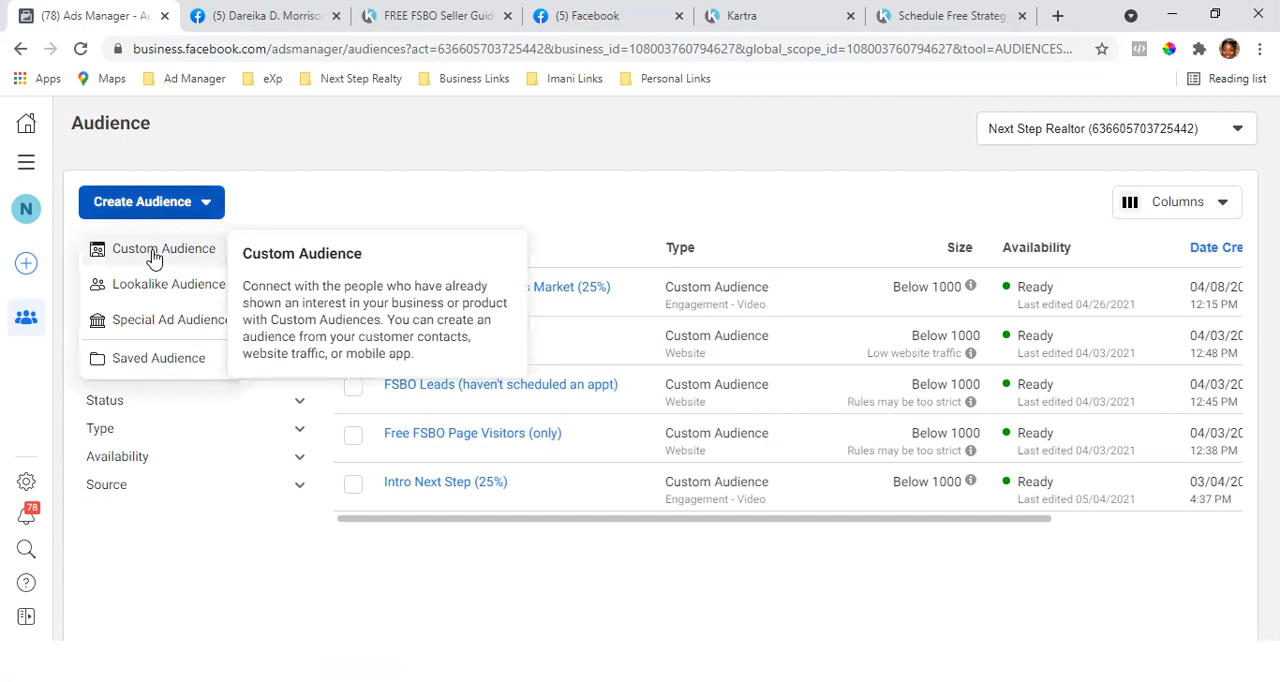 (78) Ads Manager - Au
(5) Dareika D. Morriso
FREE FSBO Seller Guid
(5) Facebook
Kartra
Schedule Free Strateg
business.facebook.com/adsmanager/audiences?act=636605703725442&business_id=108003760794627&global_scope_id=108003760794627&tool=AUDIENCES...
Apps
Maps
Ad Manager
eXp
Next Step Realty
Business Links
Imani Links
Personal Links
Reading list
Audience
Next Step Realtor (636605703725442)
N
Create Audience
Columns
Custom Audience
Lookalike Audience
Special Ad Audience
Saved Audience
Custom Audience
Connect with the people who have already
shown an interest in your business or product
with Custom Audiences. You can create an
audience from your customer contacts,
website traffic, or mobile app.
Status
Type
Availability
Source
Type
Size
Availability
Date Cre
s Market (25%)
Custom Audience
Engagement - Video
Below 1000
Ready
Last edited 04/26/2021
04/08/20
12:15 PM
Custom Audience
Website
Below 1000
Low website traffic
Ready
Last edited 04/03/2021
04/03/20
12:48 PM
FSBO Leads (haven't scheduled an appt)
Custom Audience
Website
Below 1000
Rules may be too strict
Ready
Last edited 04/03/2021
04/03/20
12:45 PM
Free FSBO Page Visitors (only)
Custom Audience
Website
Below 1000
Rules may be too strict
Ready
Last edited 04/03/2021
04/03/20
12:38 PM
Intro Next Step (25%)
Custom Audience
Engagement - Video
Below 1000
Ready
Last edited 05/04/2021
03/04/20
4:37 PM
78